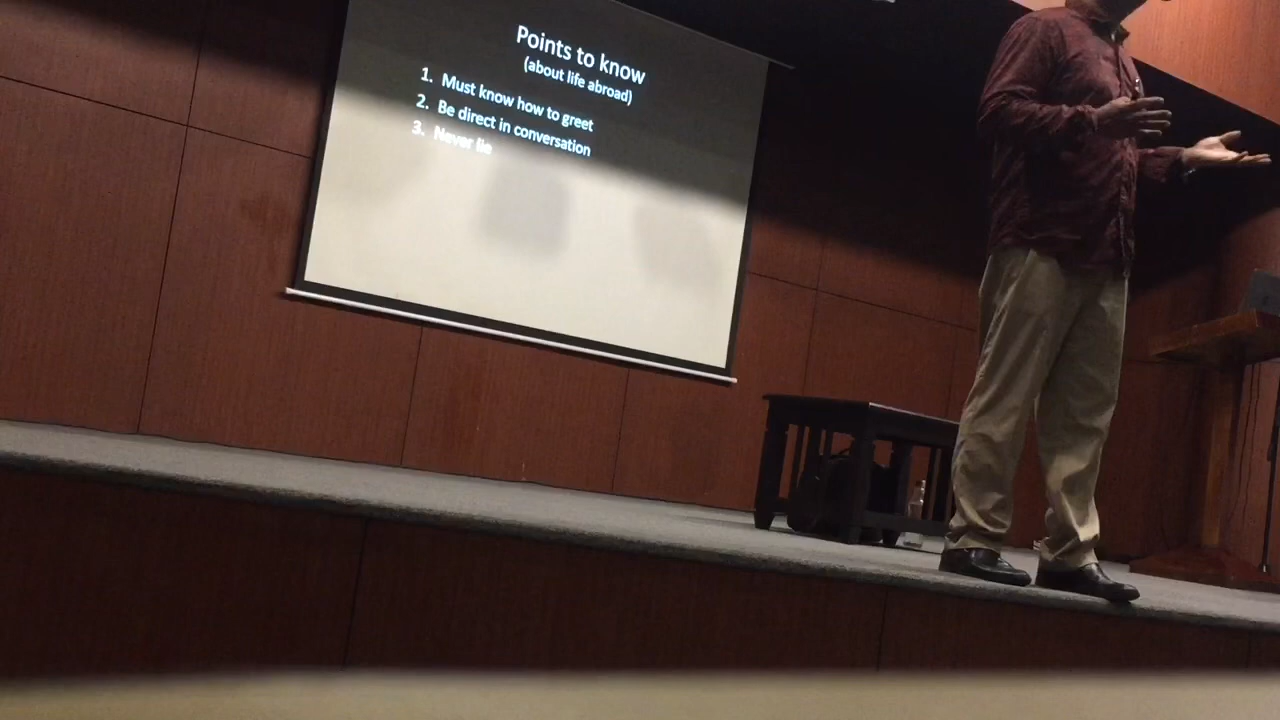 Points to know
(about life abroad)
1. Must know how to greet
2. Be direct in conversation
3. Never lie